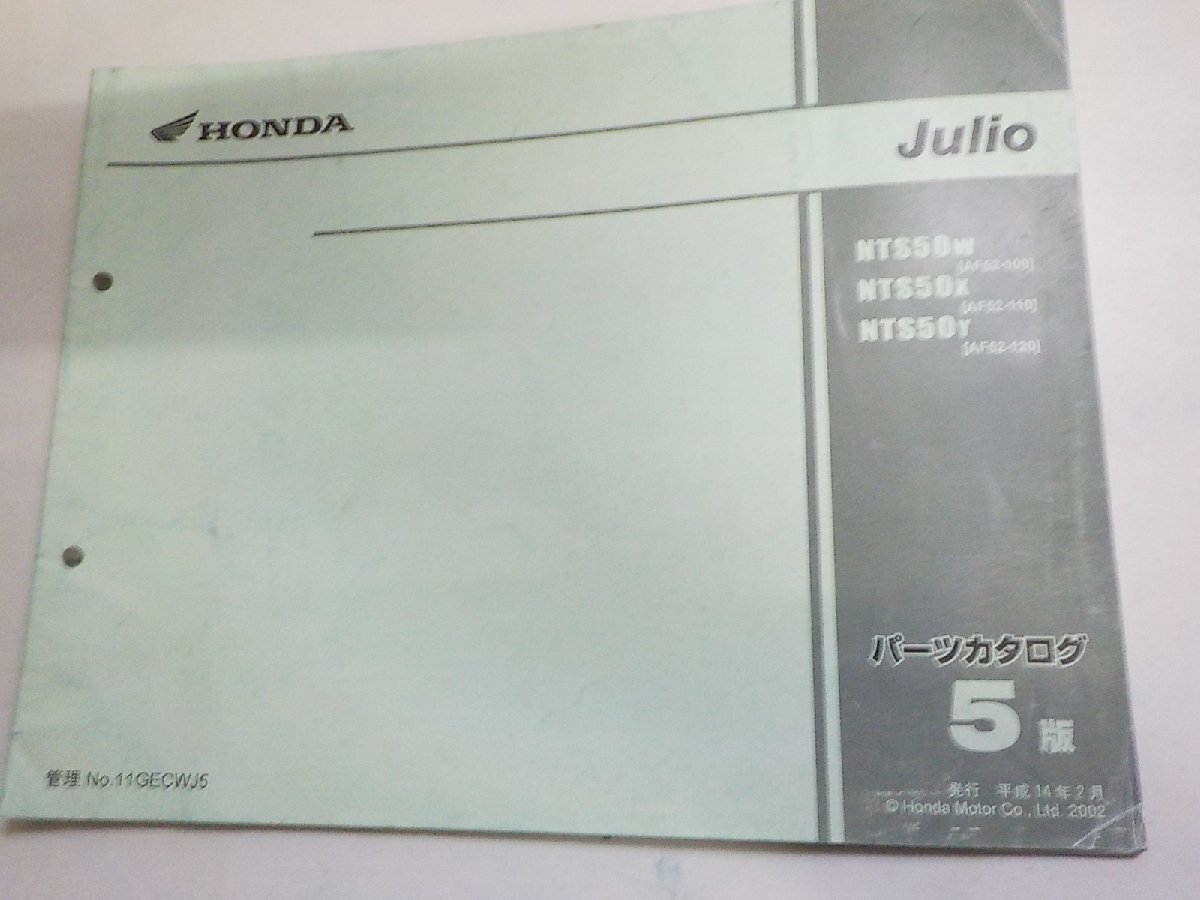 HONDA
Julio
NTS50W
[AF52-100]
NTS50X
[AF52-110]
NTS50Y
[AF52-120]
パーツカタログ
5版
管理 No.11GECWJ5
発行 平成14年2月
© Honda Motor Co., Ltd. 2002